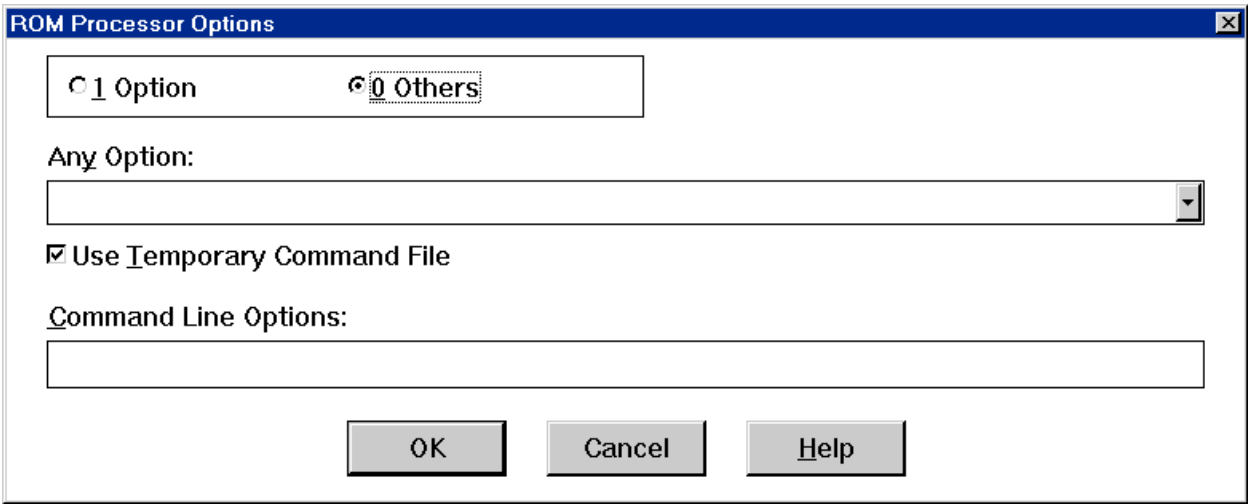 ROM Processor Options
1 Option 0 Others
Any Option:
Use Temporary Command File
Command Line Options:
OK Cancel Help